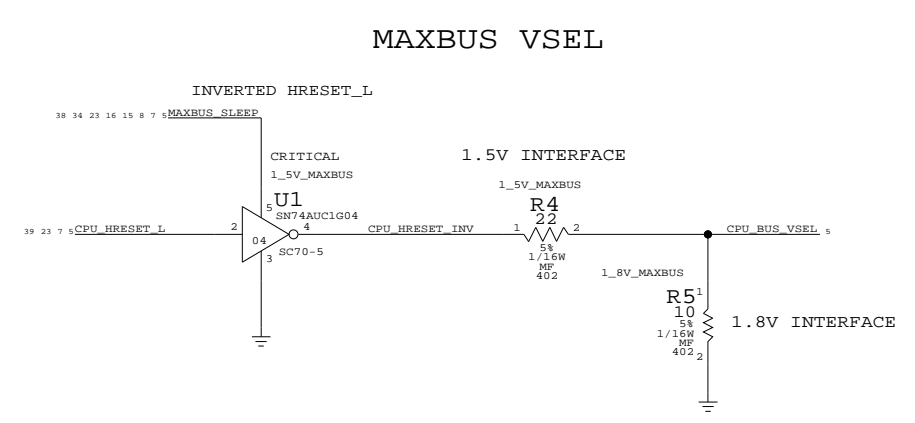 MAXBUS VSEL
INVERTED HRESET_L
38 34 23 16 15 8 7 5 MAXBUS_SLEEP
CRITICAL
1_5V_MAXBUS
1.5V INTERFACE
1_5V_MAXBUS
5 U1
SN74AUC1G04
R4
22
39 23 7 5 CPU_HRESET_L
2
04
4
CPU_HRESET_INV
1
2
CPU_BUS_VSEL 5
3 SC70-5
5%
1/16W
MF
402
1_8V_MAXBUS
R5 1
10
5%
1/16W
MF
402 2
1.8V INTERFACE